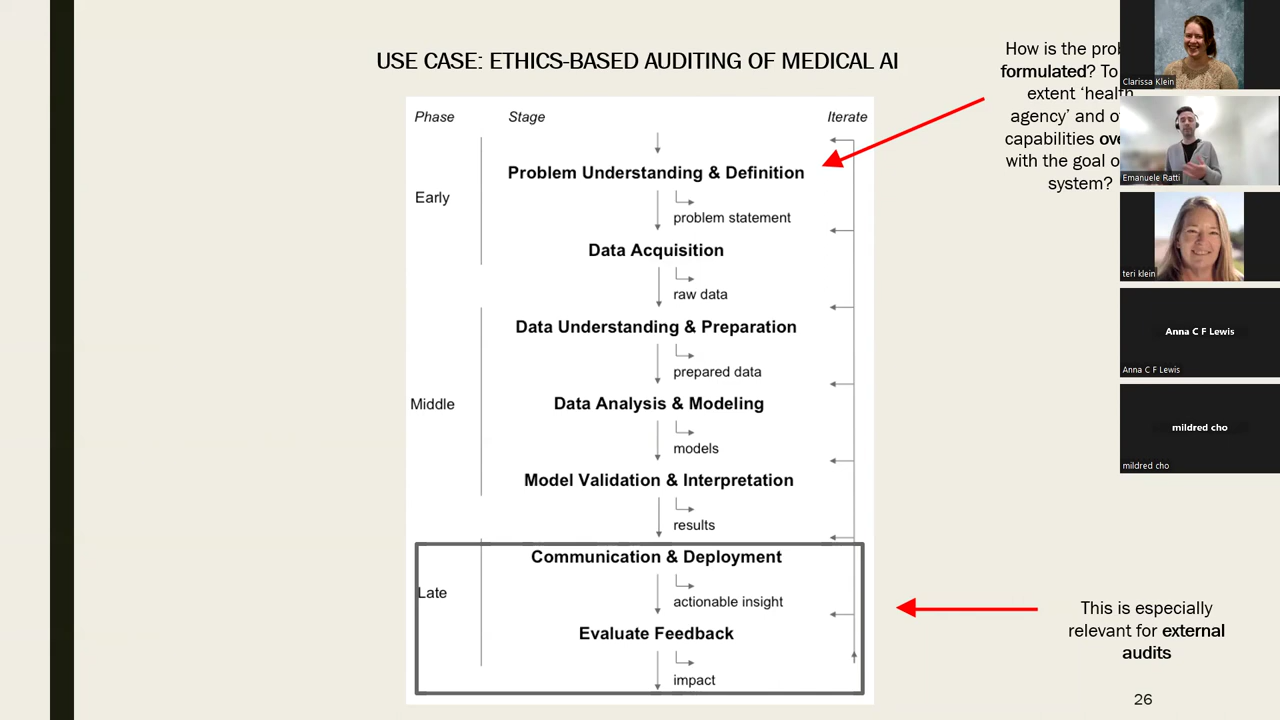 USE CASE: ETHICS-BASED AUDITING OF MEDICAL AI
Phase Stage Iterate
Early
Problem Understanding & Definition
problem statement
Data Acquisition
raw data
Middle
Data Understanding & Preparation
prepared data
Data Analysis & Modeling
models
Model Validation & Interpretation
results
Late
Communication & Deployment
actionable insight
Evaluate Feedback
impact
How is the
formulated? To
extent ‘health
agency’ and
capabilities
with the goal
system?
This is especially
relevant for external
audits
26
Clarissa Klein
Emanuele Ratti
teri klein
Anna C F Lewis
Anna C F Lewis
mildred cho
mildred cho